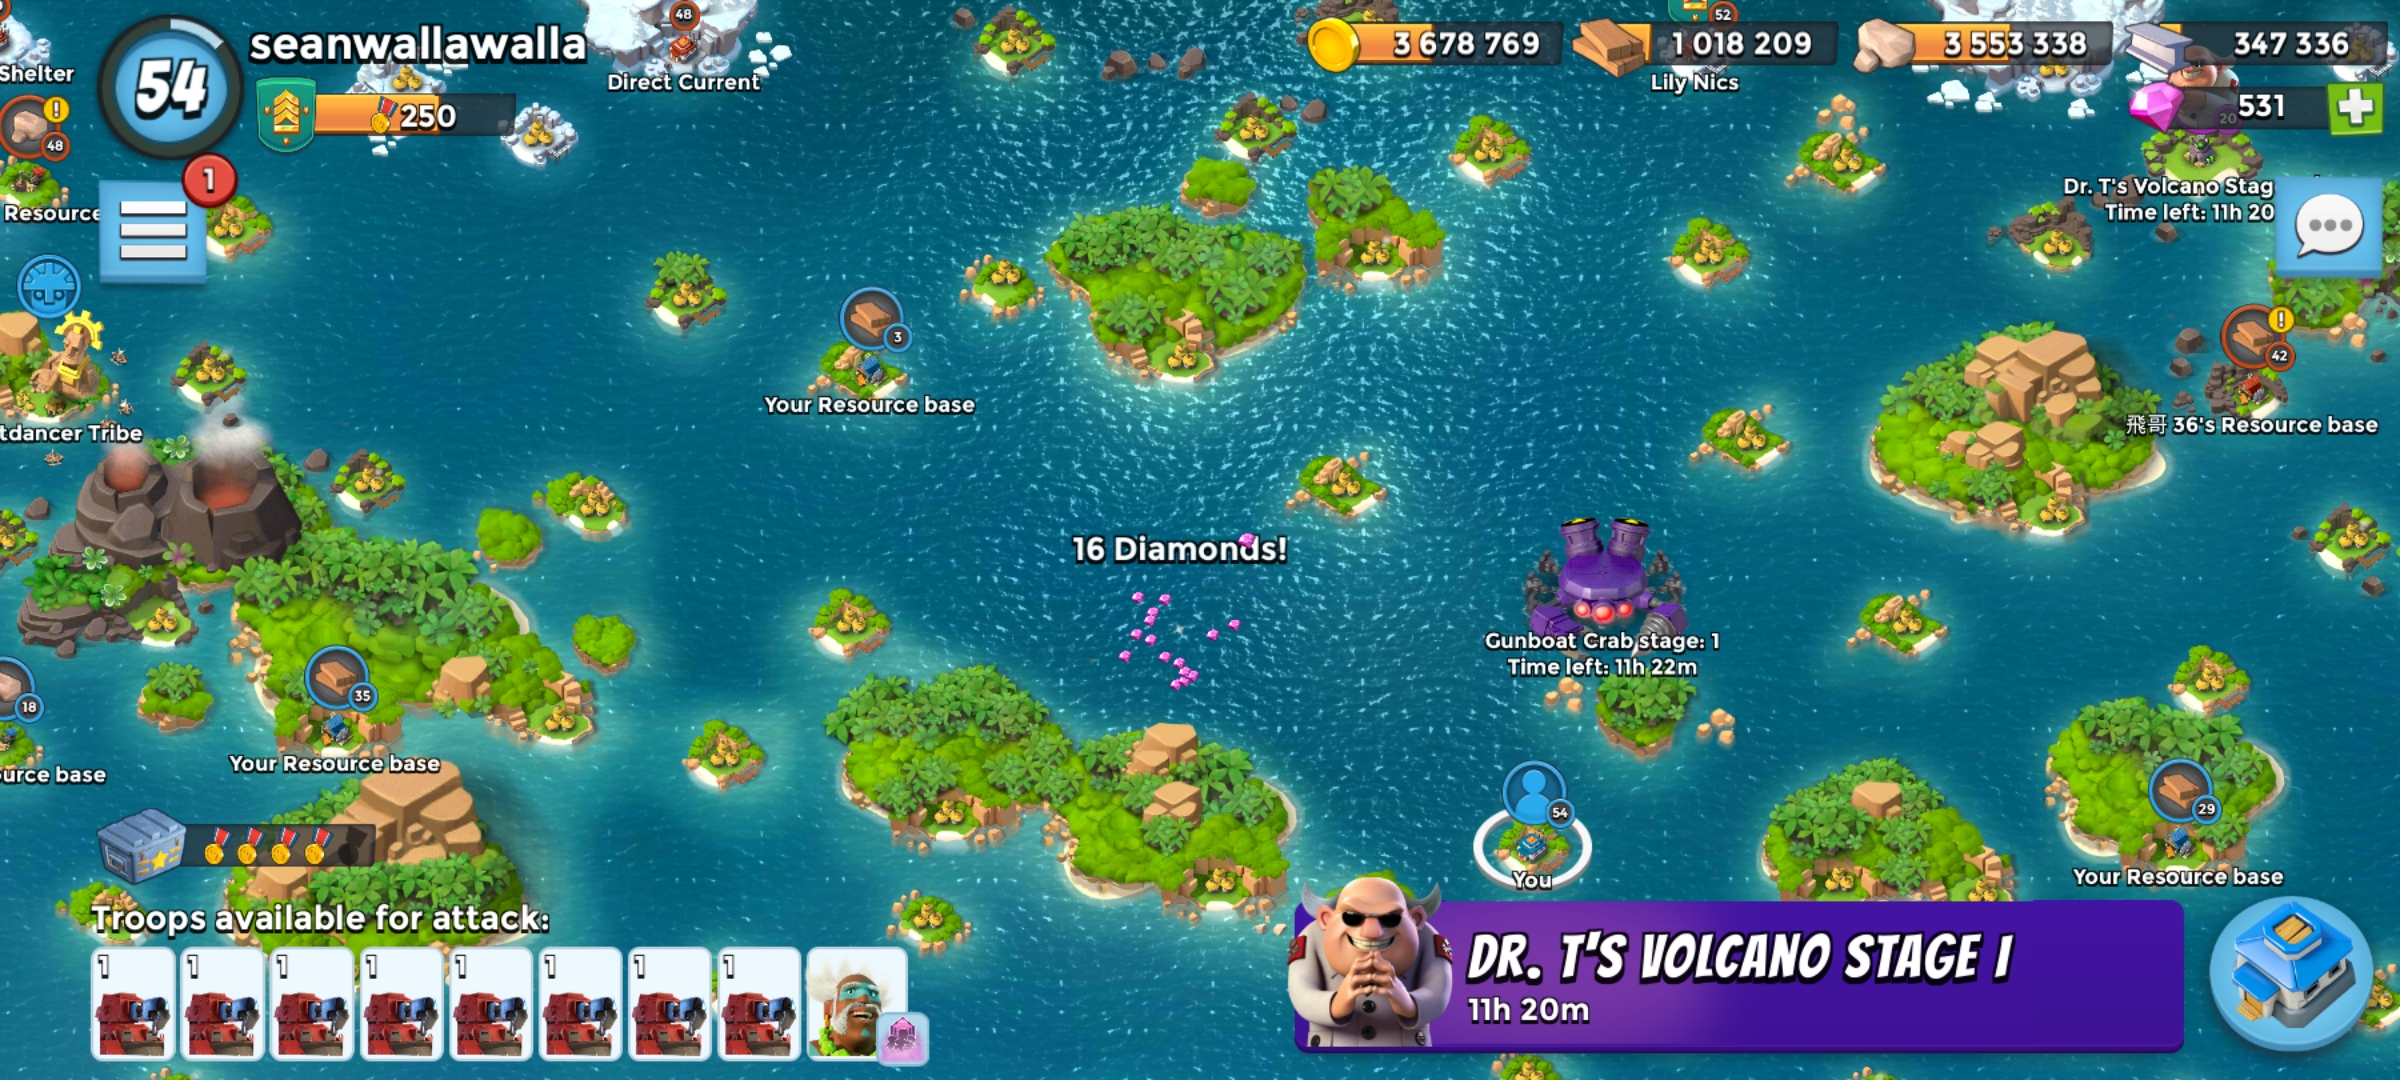 48
52
54
seanwallawalla
3 678 769
1 018 209
3 553 338
347 336
Shelter
Direct Current
Lily Nics
250
20
531
!
48
1
Resource
Dr. T's Volcano Stag
Time left: 11h 20
3
Your Resource base
!
42
飛哥 36's Resource base
tdancer Tribe
16 Diamonds!
Gunboat Crab stage: 1
Time left: 11h 22m
18
35
Your Resource base
urce base
54
You
29
Your Resource base
Troops available for attack:
1
1
1
1
1
1
1
1
DR. T'S VOLCANO STAGE I
11h 20m